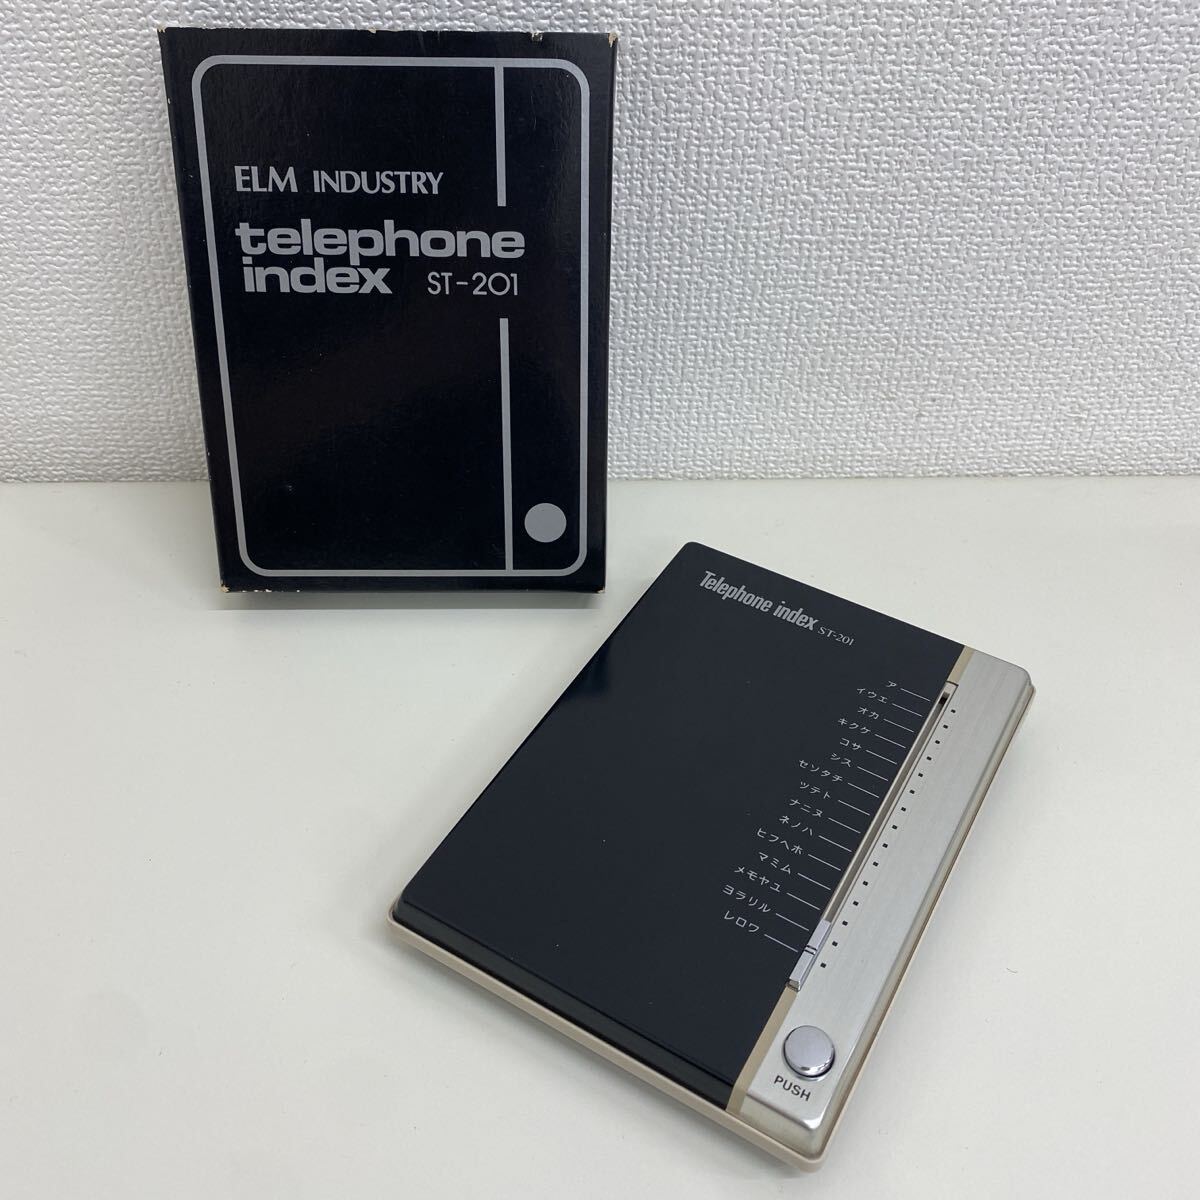 ELM INDUSTRY
telephone
index ST-201
Telephone index ST-201
ア
イウエ
オカ
キクケ
コサ
シス
セソタチ
ツテト
ナニヌ
ネノハ
ヒフヘホ
マミム
メモヤユ
ヨラリル
レロワ
PUSH